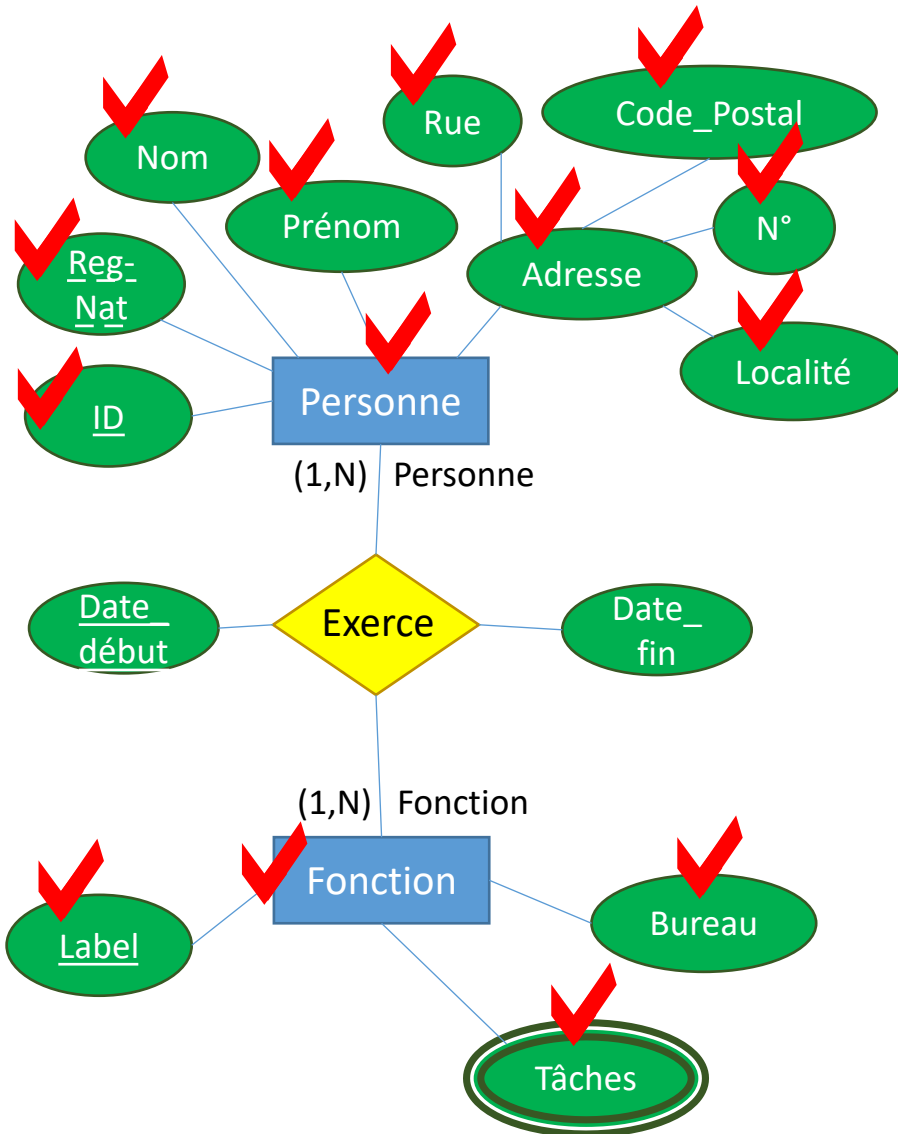 Rue
Code_Postal
Nom
Prénom
N°
Reg-
Nat
Adresse
Localité
Personne
ID
(1,N) Personne
Date_
début
Exerce
Date_
fin
(1,N) Fonction
Fonction
Label
Bureau
Tâches